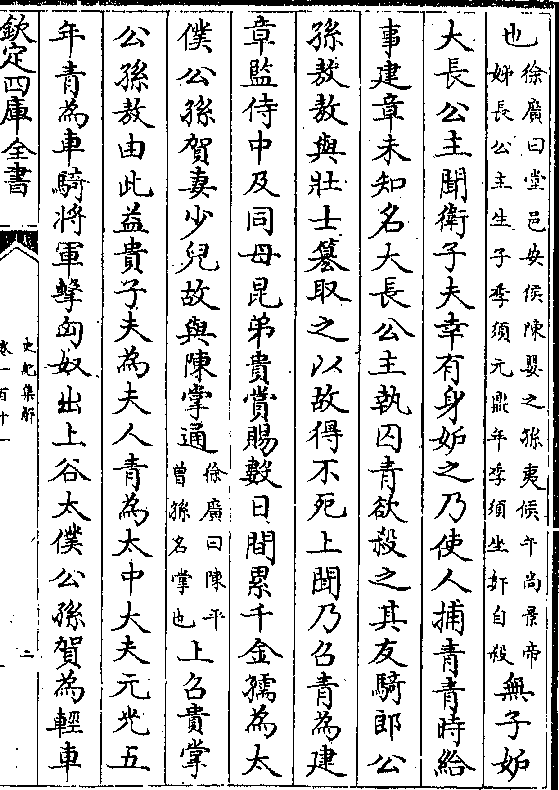 也徐廣曰堂邑安侯陳嬰之孫夷侯午尚景帝
姊長公主生子季須元鼎年季須坐奸自殺無子妬
大長公主聞衛子夫幸有身妬之乃使人捕青青時給
事建章未知名大長公主執囚青欲殺之其友騎郎公
孫敖敖與壯士簒取之以故得不死上聞乃召青為建
章監侍中及同母昆弟貴賞賜數日間累千金孺為太
僕公孫賀妻少兒故與陳掌通徐廣曰陳平
曾孫名掌也上召貴掌
公孫敖由此益貴子夫為夫人青為太中大夫元光五
年青為車騎將軍擊匈奴出上谷太僕公孫賀為輕車
欽定四庫全書
史記集解
卷一百十一
二